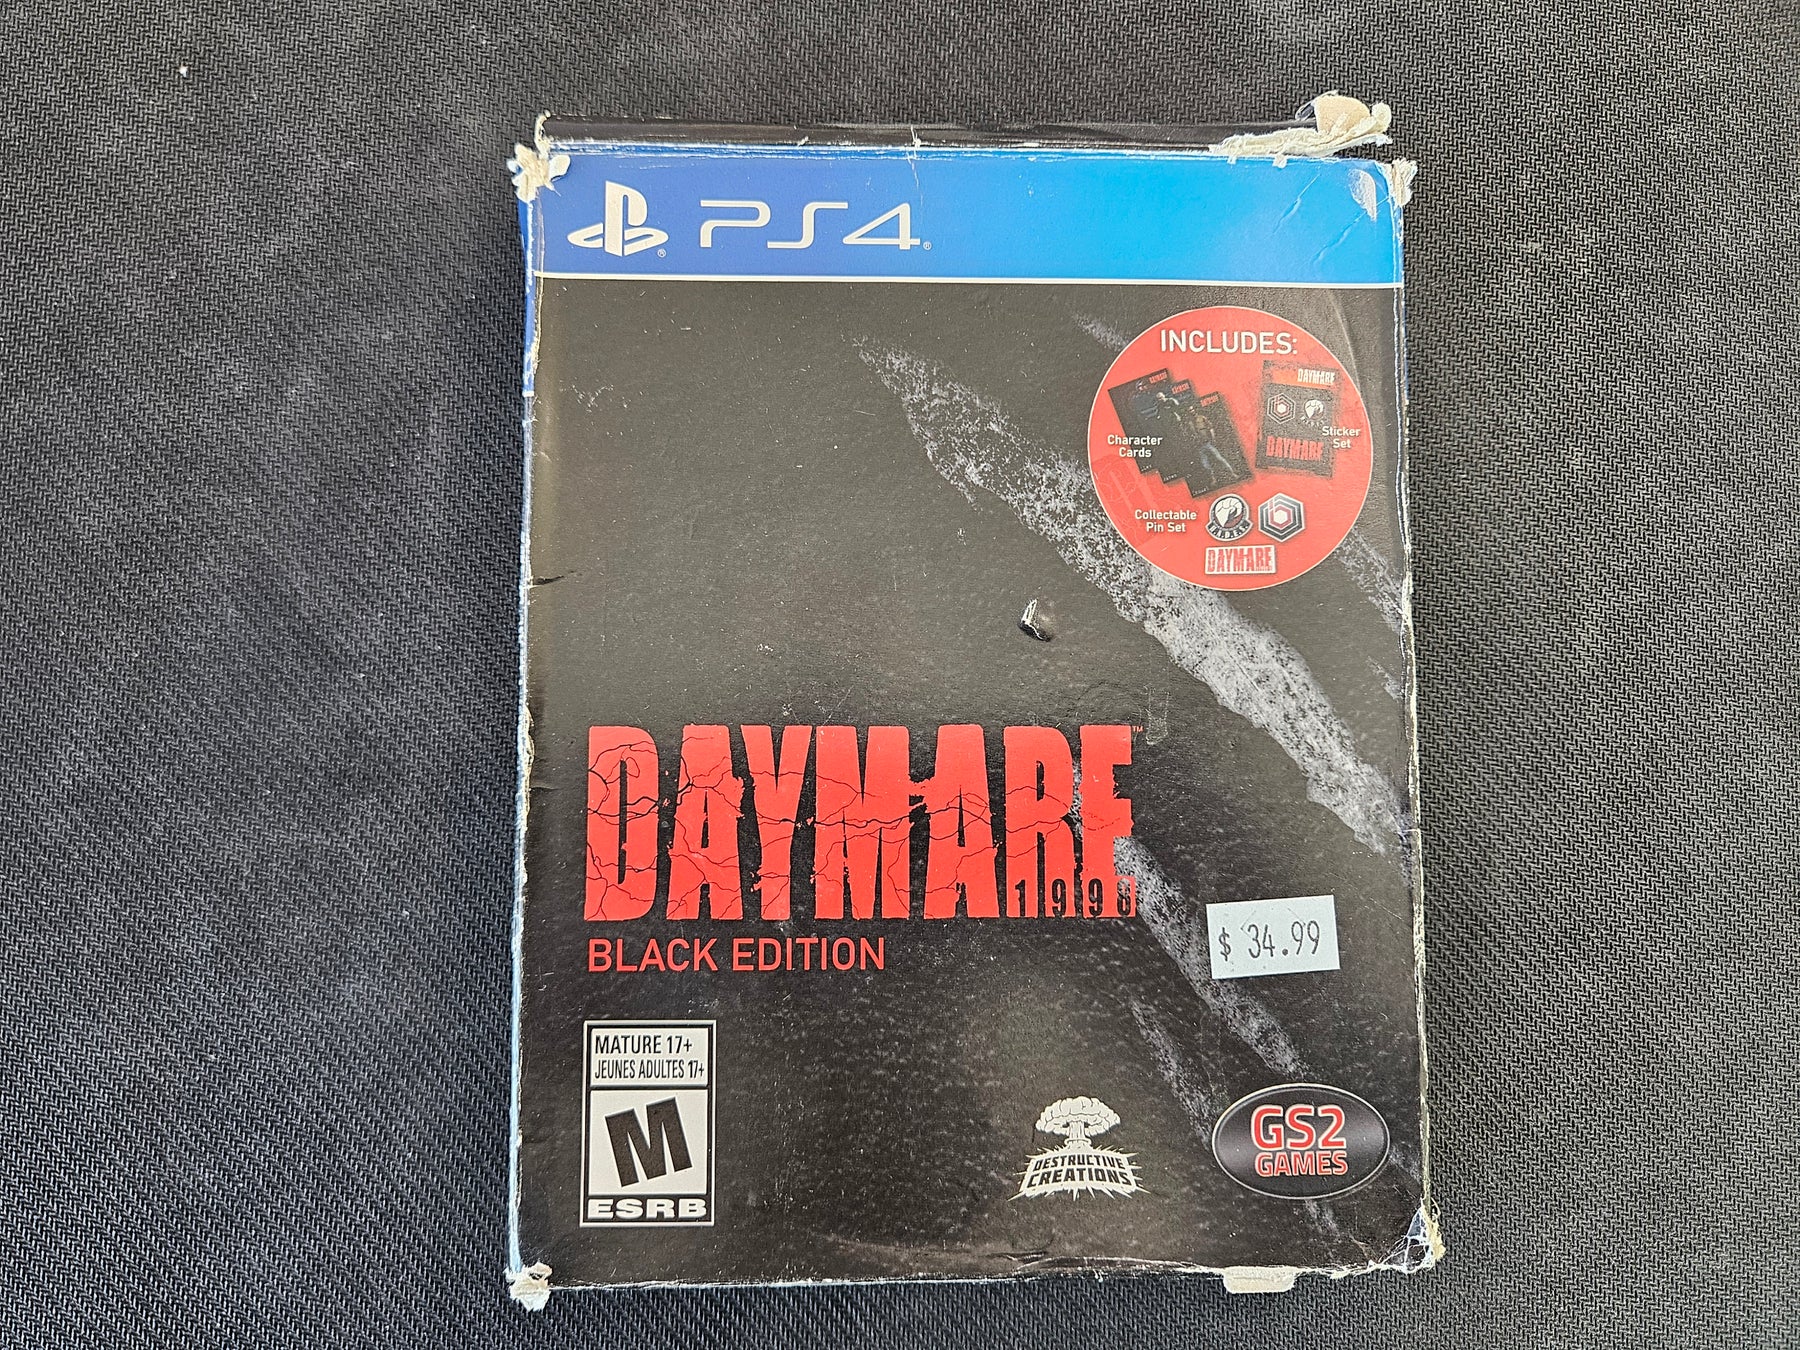 PS4
INCLUDES:
DAYMARE
Character
Cards
Sticker
Set
DAYMARE
Collectable
Pin Set
H.A.D.E.S.
DAYMARE
DAYMARE™
1998
BLACK EDITION
$ 34.99
MATURE 17+
JEUNES ADULTES 17+
M
ESRB
DESTRUCTIVE
CREATIONS
GS2
GAMES